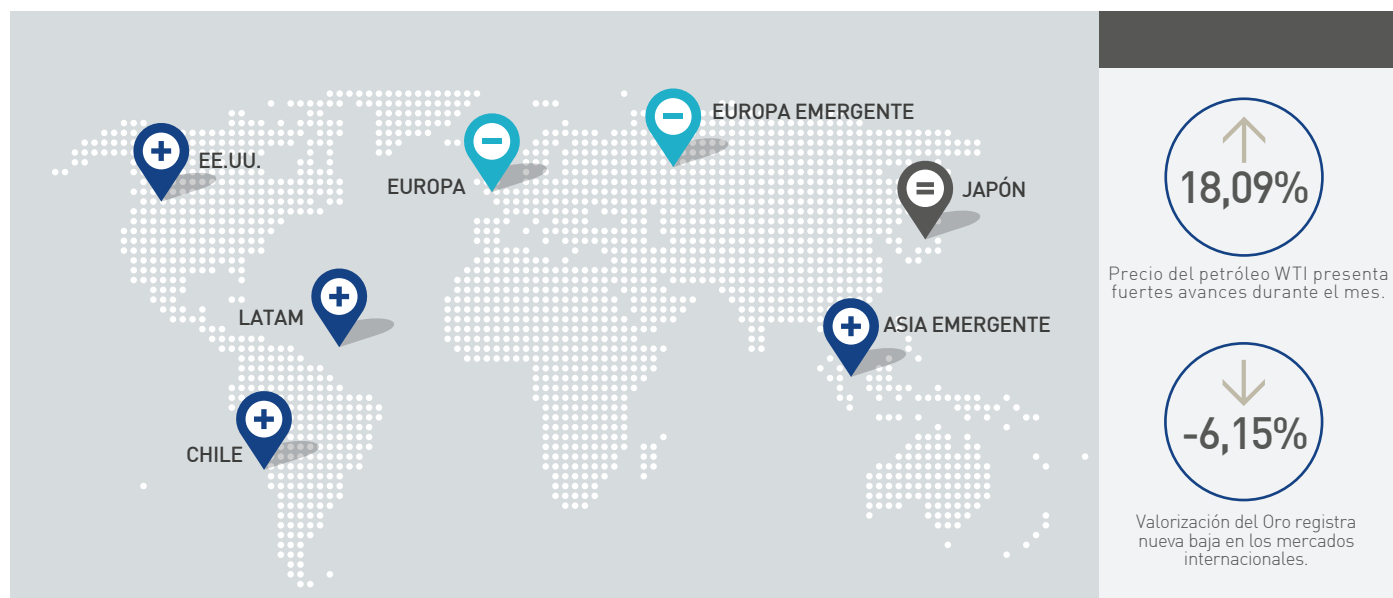 EUROPA EMERGENTE
EE.UU.
EUROPA
JAPÓN
LATAM
ASIA EMERGENTE
CHILE
18,09%
Precio del petróleo WTI presenta
fuertes avances durante el mes.
-6,15%
Valorización del Oro registra
nueva baja en los mercados
internacionales.